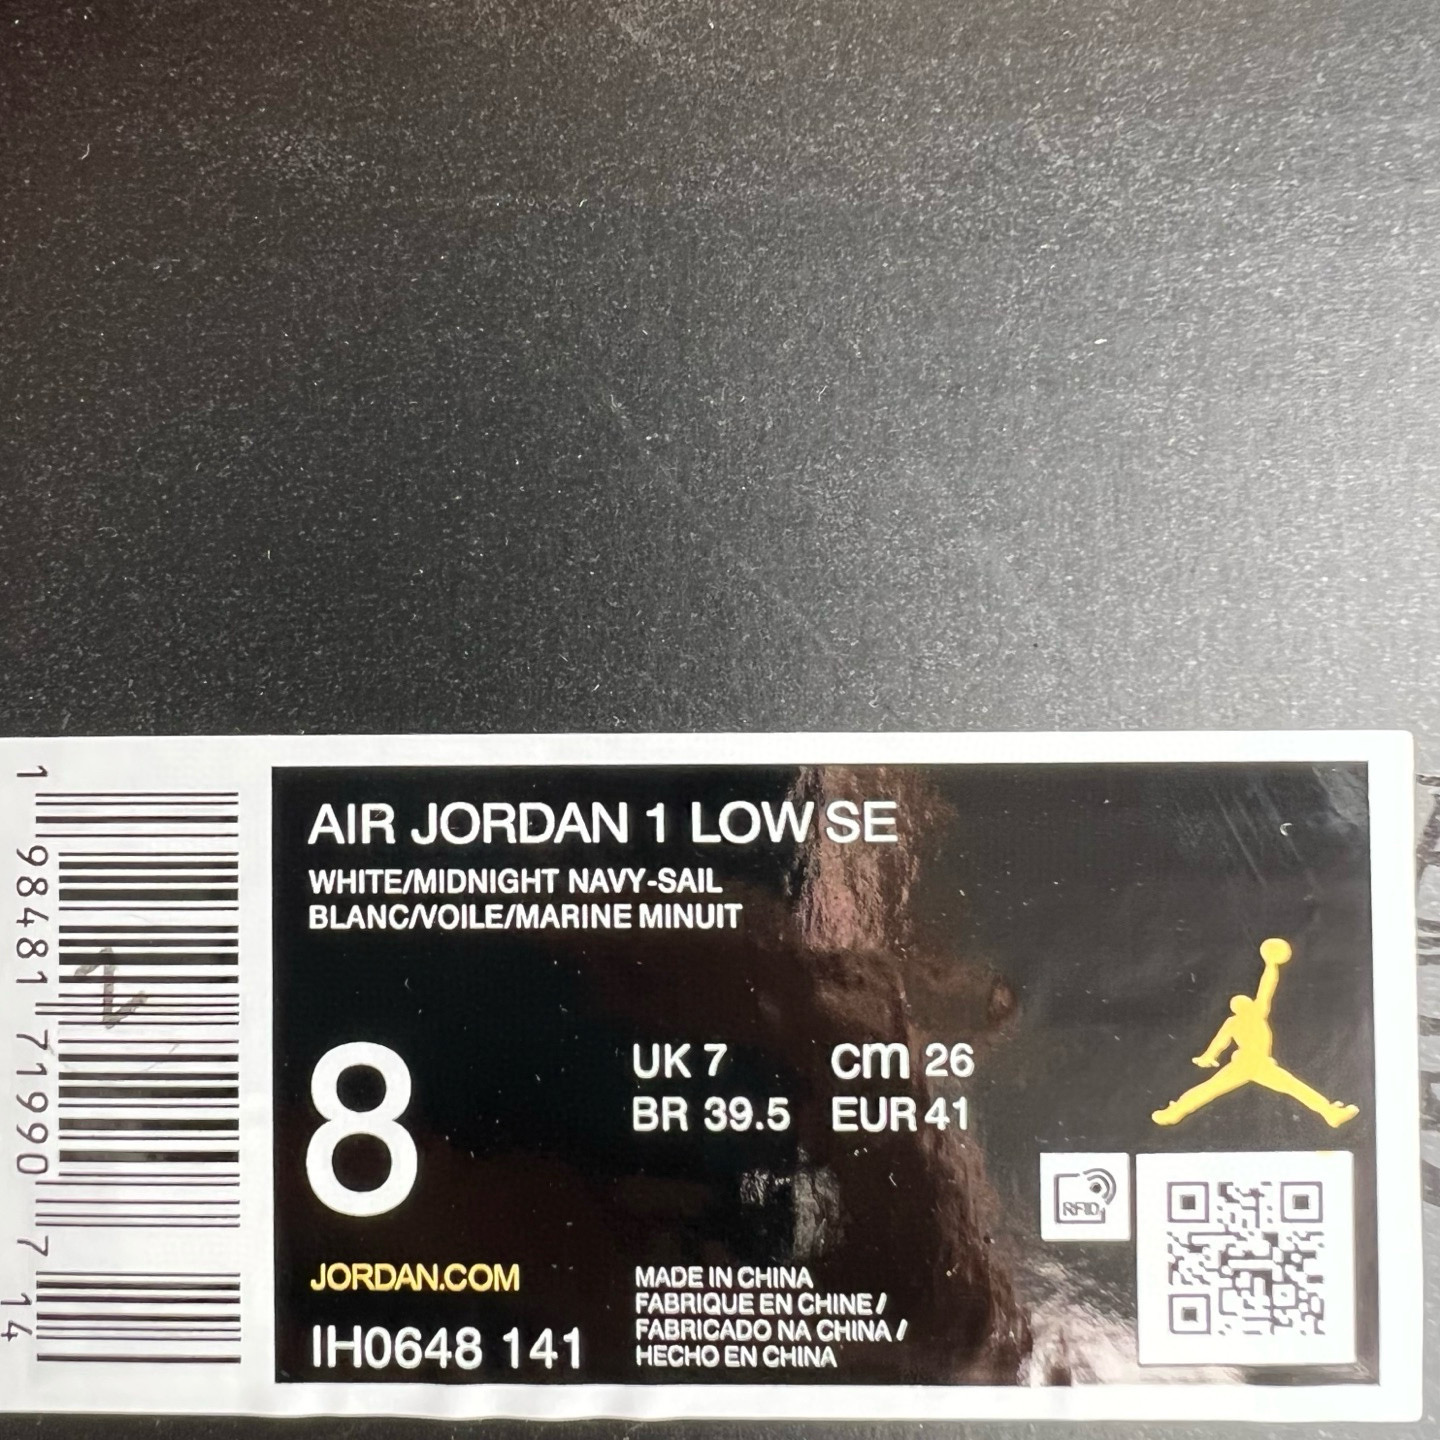 AIR JORDAN 1 LOW SE
WHITE/MIDNIGHT NAVY-SAIL
BLANC/VOILE/MARINE MINUIT
8
UK 7 cm 26
BR 39.5 EUR 41
RFID
JORDAN.COM
IH0648 141
MADE IN CHINA
FABRIQUE EN CHINE /
FABRICADO NA CHINA /
HECHO EN CHINA
1 98481 71990 7 14
2